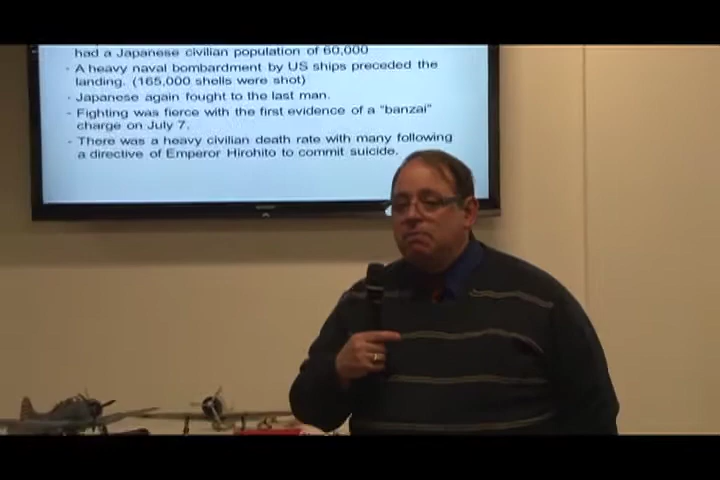 had a Japanese civilian population of 60,000
- A heavy naval bombardment by US ships preceded the
landing. (165,000 shells were shot)
- Japanese again fought to the last man.
- Fighting was fierce with the first evidence of a "banzai"
charge on July 7.
- There was a heavy civilian death rate with many following
a directive of Emperor Hirohito to commit suicide.